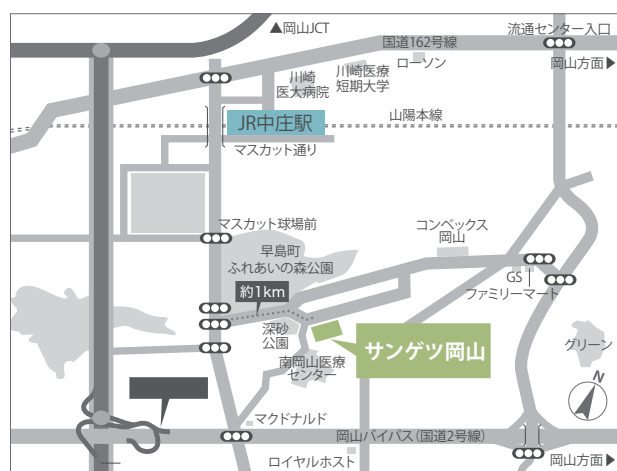 ▲岡山JCT
流通センター入口
国道162号線
ローソン
岡山方面▶
川崎
医大病院
川崎医療
短期大学
JR中庄駅
山陽本線
マスカット通り
マスカット球場前
コンベックス
岡山
早島町
ふれあいの森公園
約1km
GS
ファミリーマート
深砂
公園
サンゲツ岡山
グリーン
南岡山医療
センター
N
マクドナルド
岡山バイパス(国道2号線)
ロイヤルホスト
岡山方面▶